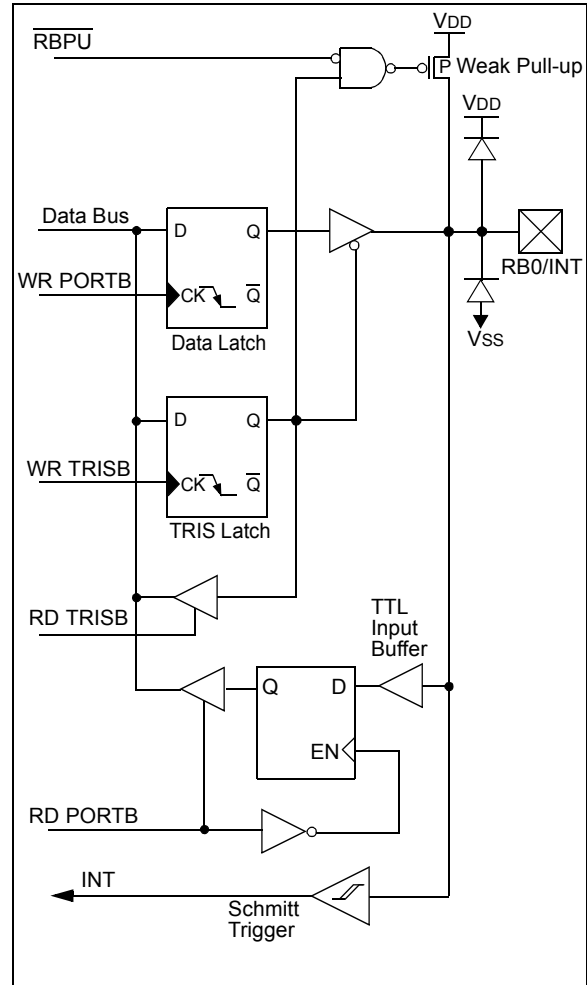 VDD
RBPU
P Weak Pull-up
VDD
Data Bus
D Q
WR PORTB
RB0/INT
CK Q
VSS
Data Latch
D Q
WR TRISB
CK Q
TRIS Latch
TTL
Input
Buffer
RD TRISB
Q D
EN
RD PORTB
INT
Schmitt
Trigger